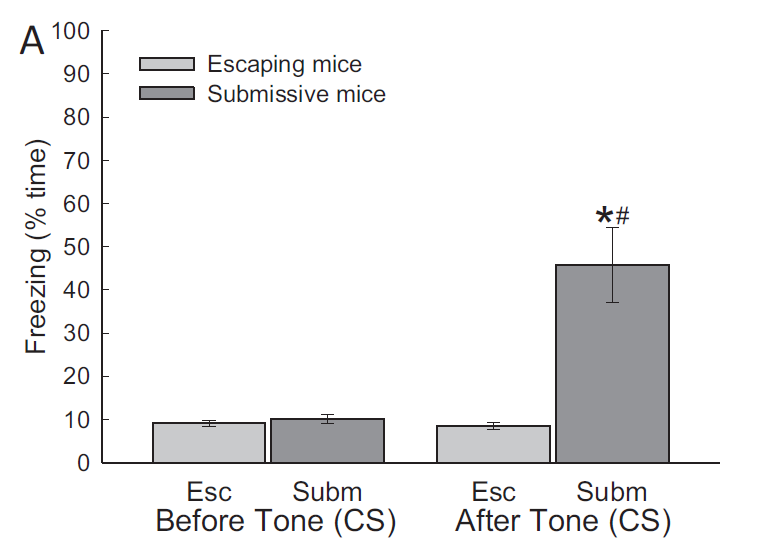 A
100
90
80
70
60
50
40
30
20
10
0
Freezing (% time)
Escaping mice
Submissive mice
*#
Esc Subm Esc Subm
Before Tone (CS) After Tone (CS)